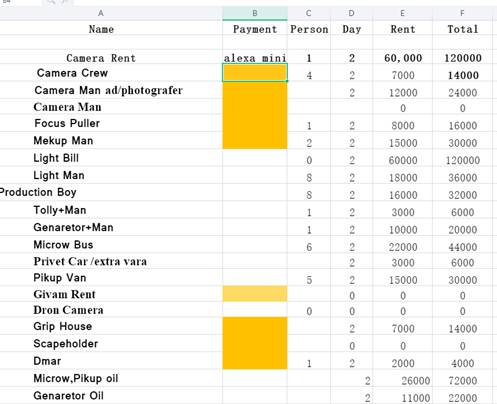 A B C D E F
Name Payment Person Day Rent Total
Camera Rent alexa mini 1 2 60,000 120000
Camera Crew 4 2 7000 14000
Camera Man ad/photografer 2 12000 24000
Camera Man 0 0
Focus Puller 1 2 8000 16000
Mekup Man 2 2 15000 30000
Light Bill 0 2 60000 120000
Light Man 8 2 18000 36000
Production Boy 8 2 16000 32000
Tolly+Man 1 2 3000 6000
Genaretor+Man 1 2 10000 20000
Microw Bus 6 2 22000 44000
Privet Car /extra vara 2 3000 6000
Pikup Van 5 2 15000 30000
Givam Rent 0 0 0
Dron Camera 0 0 0 0
Grip House 2 7000 14000
Scapeholder 0 0 0
Dmar 1 2 2000 4000
Microw,Pikup oil 2 26000 72000
Genaretor Oil 2 11000 22000